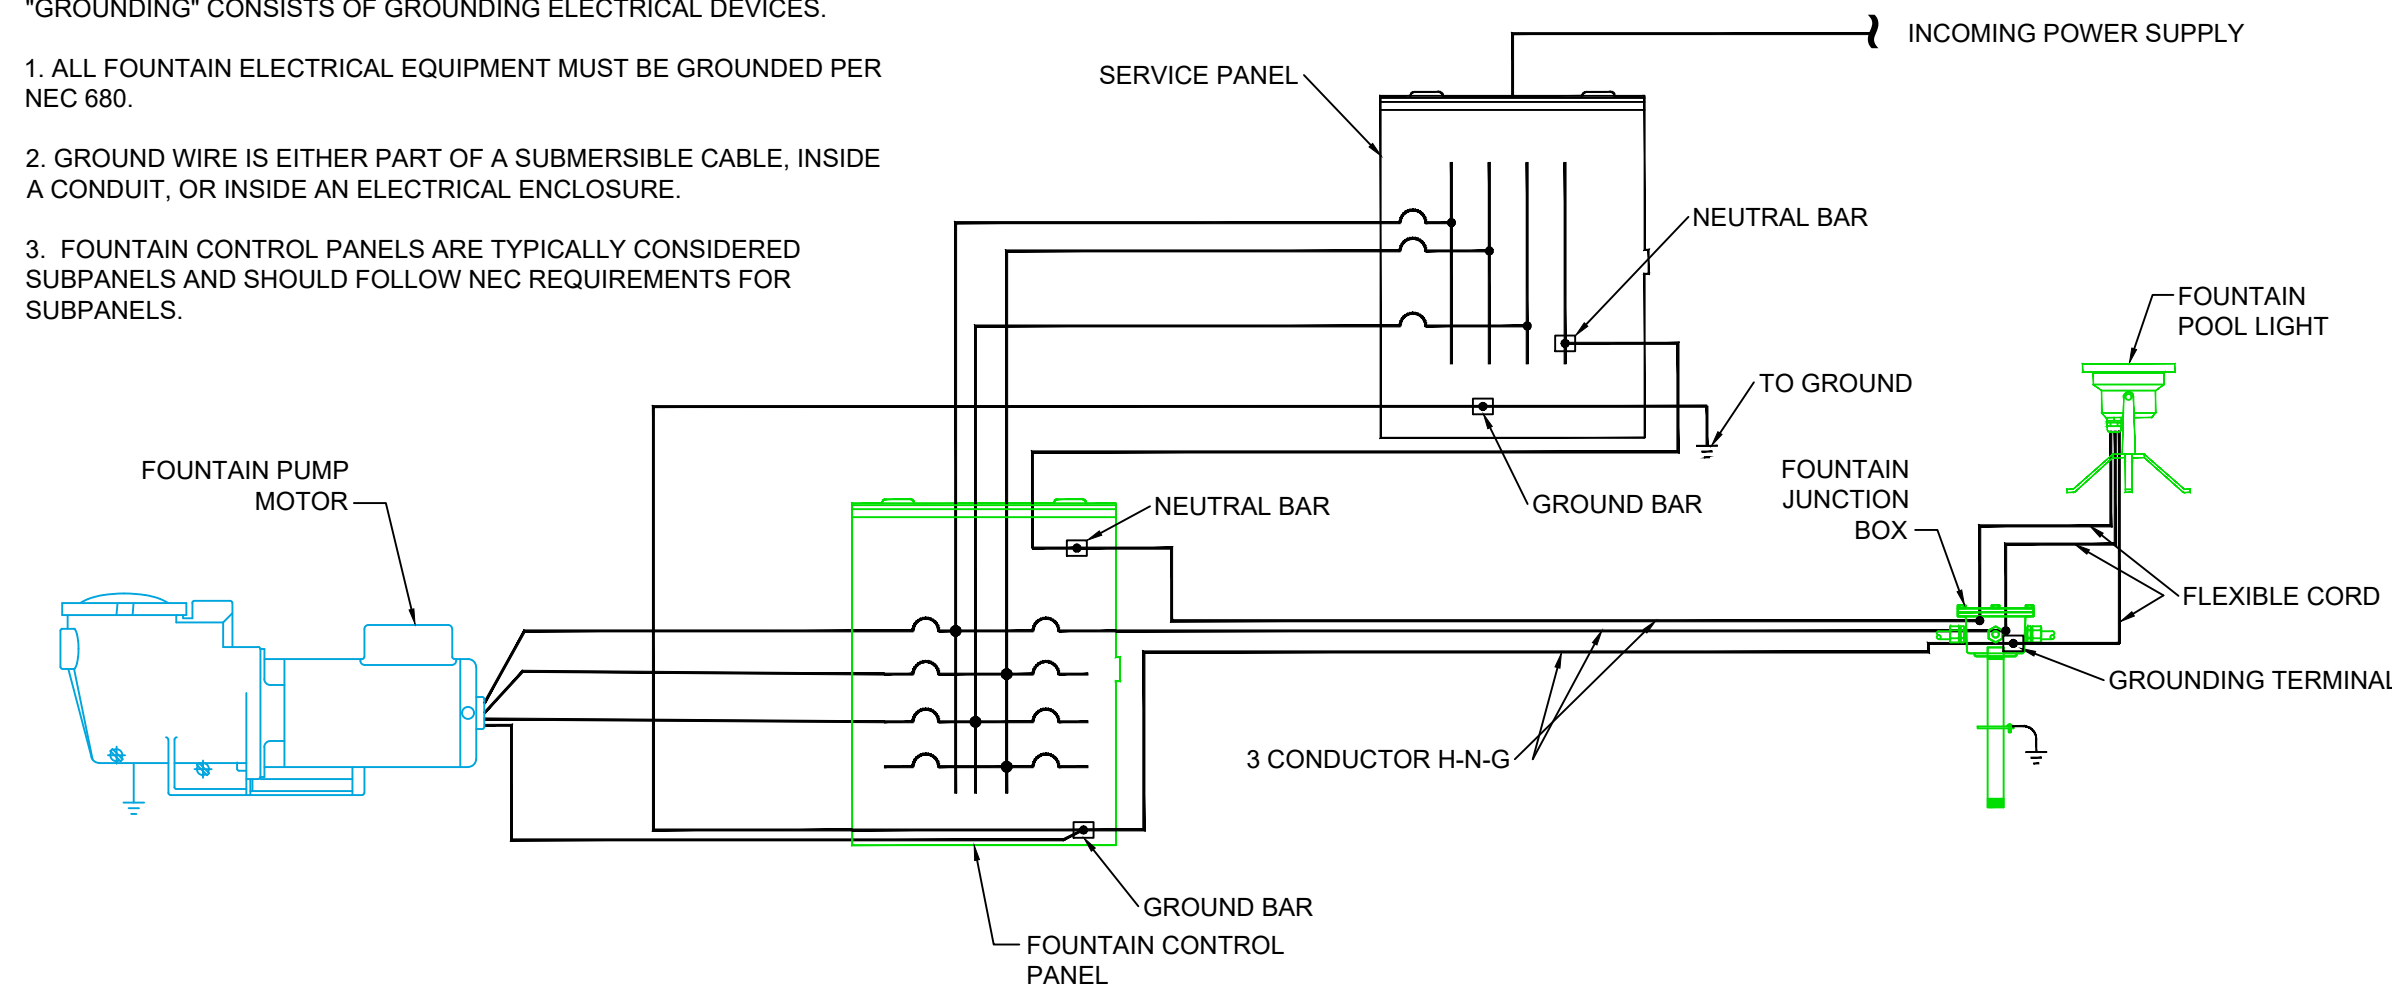 "GROUNDING" CONSISTS OF GROUNDING ELECTRICAL DEVICES.
1. ALL FOUNTAIN ELECTRICAL EQUIPMENT MUST BE GROUNDED PER
NEC 680.
2. GROUND WIRE IS EITHER PART OF A SUBMERSIBLE CABLE, INSIDE
A CONDUIT, OR INSIDE AN ELECTRICAL ENCLOSURE.
3. FOUNTAIN CONTROL PANELS ARE TYPICALLY CONSIDERED
SUBPANELS AND SHOULD FOLLOW NEC REQUIREMENTS FOR
SUBPANELS.
INCOMING POWER SUPPLY
SERVICE PANEL
NEUTRAL BAR
FOUNTAIN
POOL LIGHT
TO GROUND
FOUNTAIN PUMP
MOTOR
NEUTRAL BAR
GROUND BAR
FOUNTAIN
JUNCTION
BOX
FLEXIBLE CORD
GROUNDING TERMINAL
3 CONDUCTOR H-N-G
GROUND BAR
FOUNTAIN CONTROL
PANEL